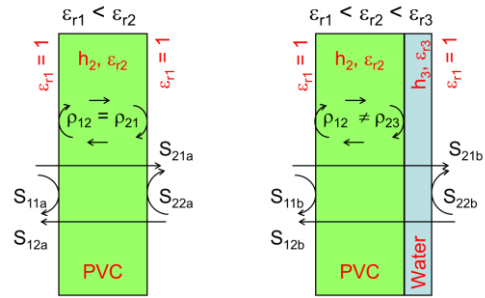 εr1 < εr2
εr1 = 1
h2, εr2
εr1 = 1
ρ12 = ρ21
S21a
S11a
S22a
S12a
PVC
εr1 < εr2 < εr3
εr1 = 1
h2, εr2
h3, εr3
εr1 = 1
ρ12 ≠ ρ23
S21b
S11b
S22b
S12b
PVC
Water